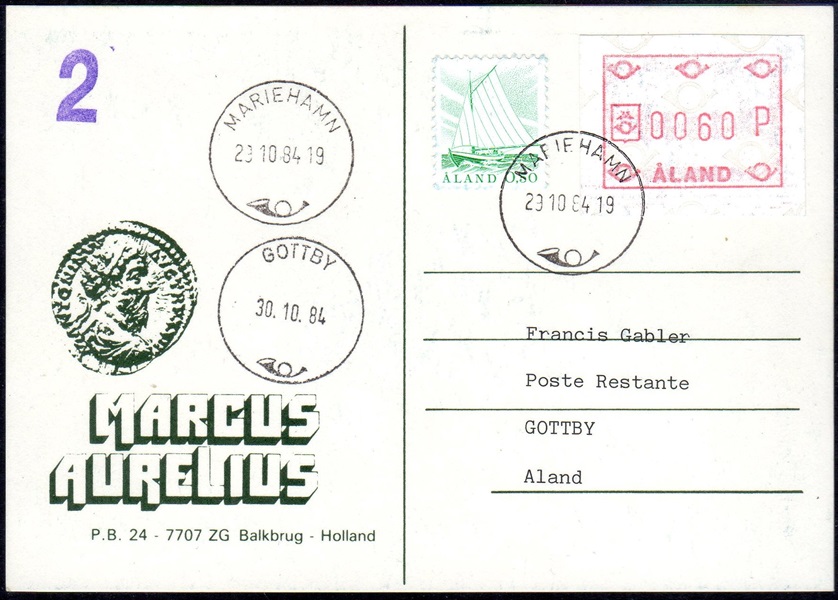 2
MARIEHAMN
29 10 84 19
GOTTBY
30. 10. 84
MARCUS
AURELIUS
P.B. 24 - 7707 ZG Balkbrug - Holland
ÅLAND 0,50
0060 P
ÅLAND
MARIEHAMN
29 10 84 19
Francis Gabler
Poste Restante
GOTTBY
Aland